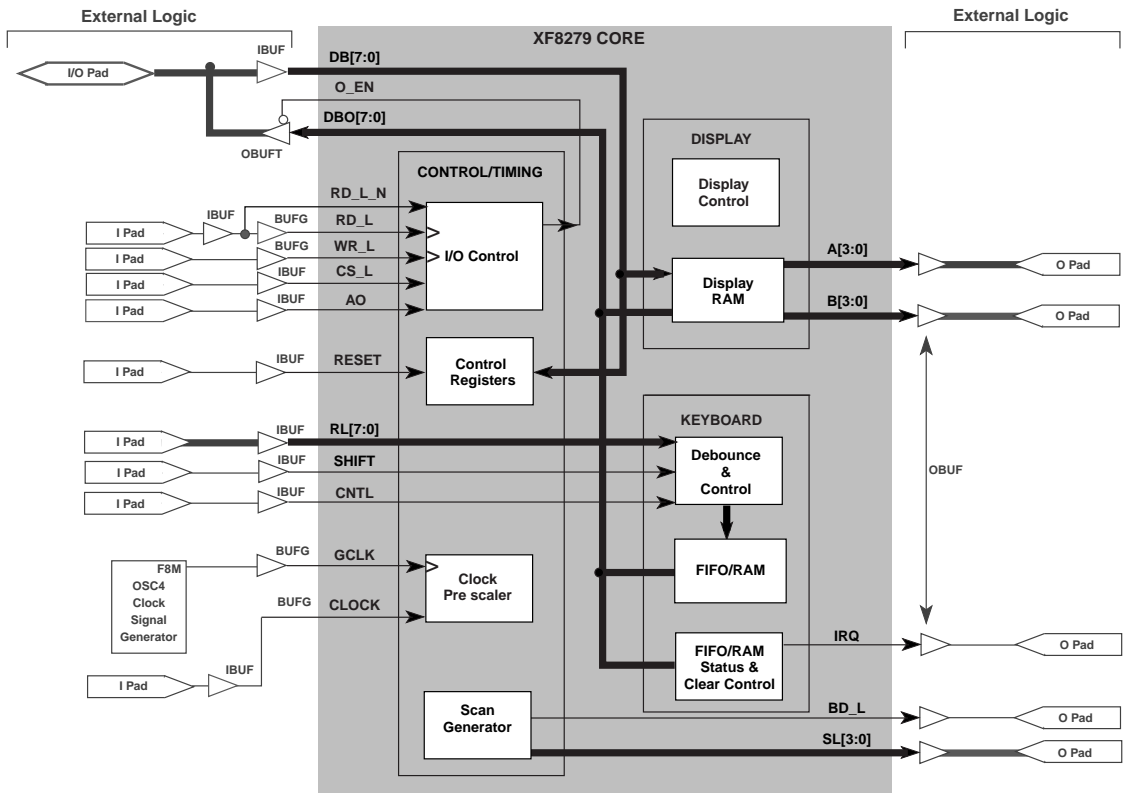 External Logic
External Logic
XF8279 CORE
IBUF
DB[7:0]
I/O Pad
O_EN
DBO[7:0]
OBUFT
DISPLAY
CONTROL/TIMING
Display
Control
RD_L_N
IBUF
BUFG
RD_L
I Pad
BUFG
WR_L
I Pad
I/O Control
IBUF
CS_L
I Pad
IBUF
AO
I Pad
Display
RAM
A[3:0]
O Pad
B[3:0]
O Pad
IBUF
RESET
I Pad
Control
Registers
KEYBOARD
IBUF
RL[7:0]
I Pad
IBUF
SHIFT
I Pad
IBUF
CNTL
I Pad
Debounce
&
Control
OBUF
BUFG
GCLK
F8M
OSC4
Clock
Signal
Generator
Clock
Pre scaler
FIFO/RAM
BUFG
CLOCK
IBUF
I Pad
FIFO/RAM
Status &
Clear Control
IRQ
O Pad
Scan
Generator
BD_L
O Pad
SL[3:0]
O Pad